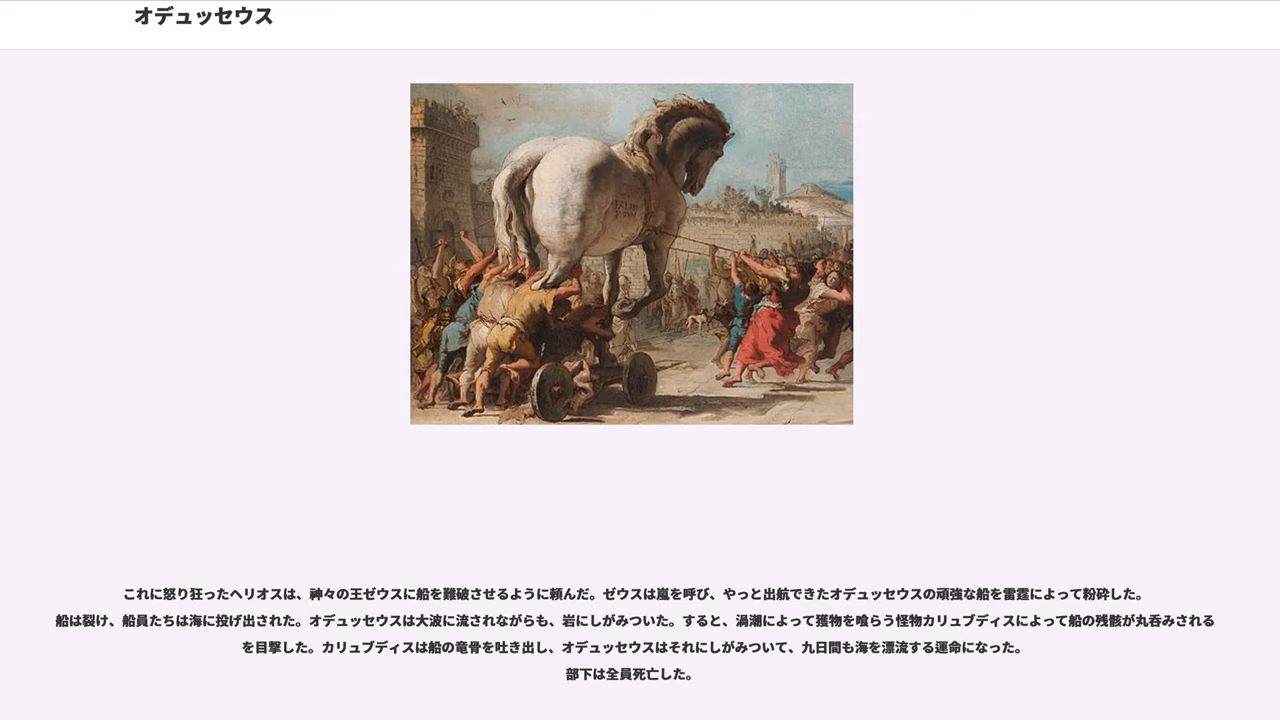 オデュッセウス
これに怒り狂ったヘリオスは、神々の王ゼウスに船を難破させるように頼んだ。ゼウスは嵐を呼び、やっと出航できたオデュッセウスの頑強な船を雷霆によって粉砕した。
船は裂け、船員たちは海に投げ出された。オデュッセウスは大波に流されながらも、岩にしがみついた。すると、渦潮によって獲物を喰らう怪物カリュブディスによって船の残骸が丸呑みされる
を目撃した。カリュブディスは船の竜骨を吐き出し、オデュッセウスはそれにしがみついて、九日間も海を漂流する運命になった。
部下は全員死亡した。